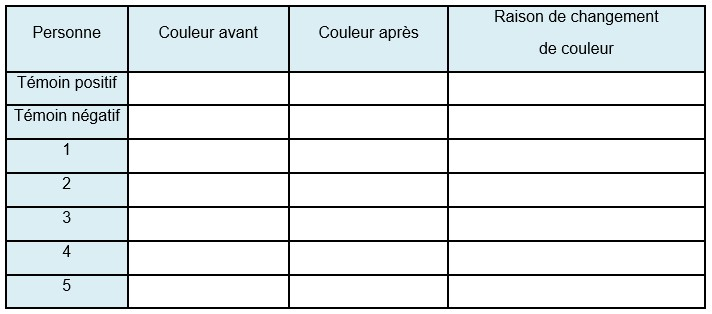 Personne Couleur avant Couleur après Raison de changement
de couleur
Témoin positif
Témoin négatif
1
2
3
4
5